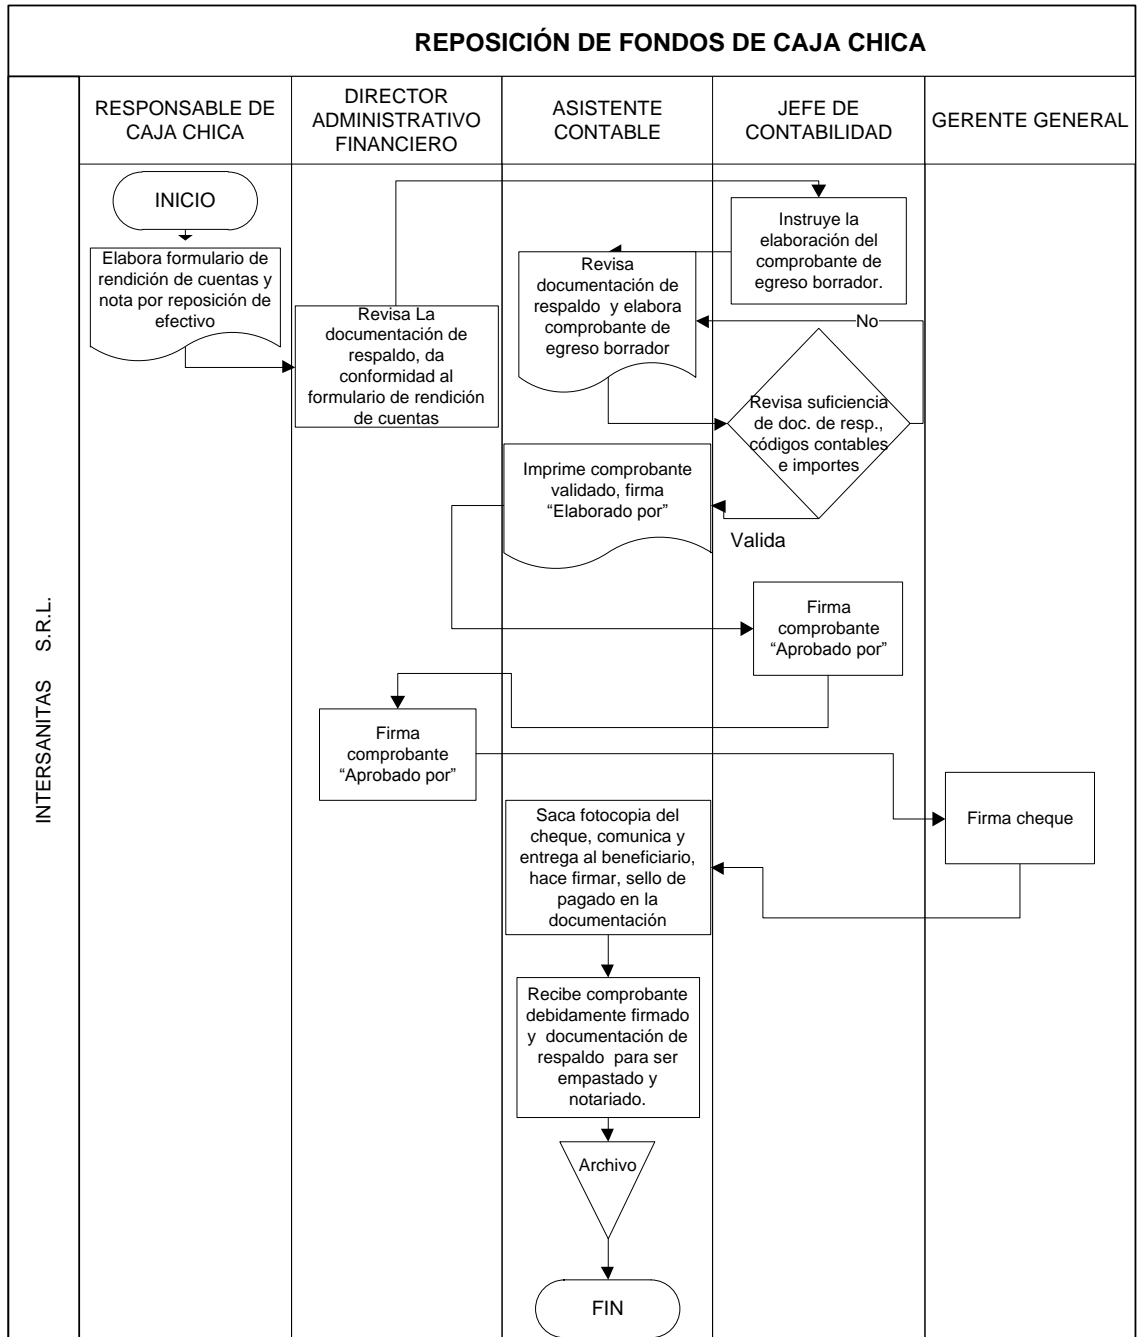 REPOSICIÓN DE FONDOS DE CAJA CHICA
RESPONSABLE DE
CAJA CHICA
DIRECTOR
ADMINISTRATIVO
FINANCIERO
ASISTENTE
CONTABLE
JEFE DE
CONTABILIDAD
GERENTE GENERAL
INTERSANITAS S.R.L.
INICIO
Elabora formulario de
rendición de cuentas y
nota por reposición de
efectivo
Revisa La
documentación de
respaldo, da
conformidad al
formulario de rendición
de cuentas
Instruye la
elaboración del
comprobante de
egreso borrador.
Revisa
documentación de
respaldo y elabora
comprobante de
egreso borrador
No
Revisa suficiencia
de doc. de resp.,
códigos contables
e importes
Valida
Imprime comprobante
validado, firma
“Elaborado por”
Firma
comprobante
“Aprobado por”
Firma
comprobante
“Aprobado por”
Firma cheque
Saca fotocopia del
cheque, comunica y
entrega al beneficiario,
hace firmar, sello de
pagado en la
documentación
Recibe comprobante
debidamente firmado
y documentación de
respaldo para ser
empastado y
notariado.
Archivo
FIN